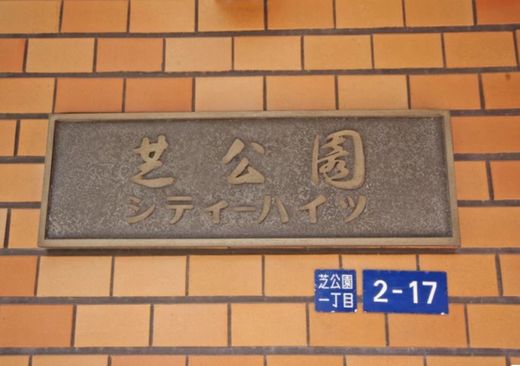 芝公園
シティーハイツ
芝公園
一丁目
2-17